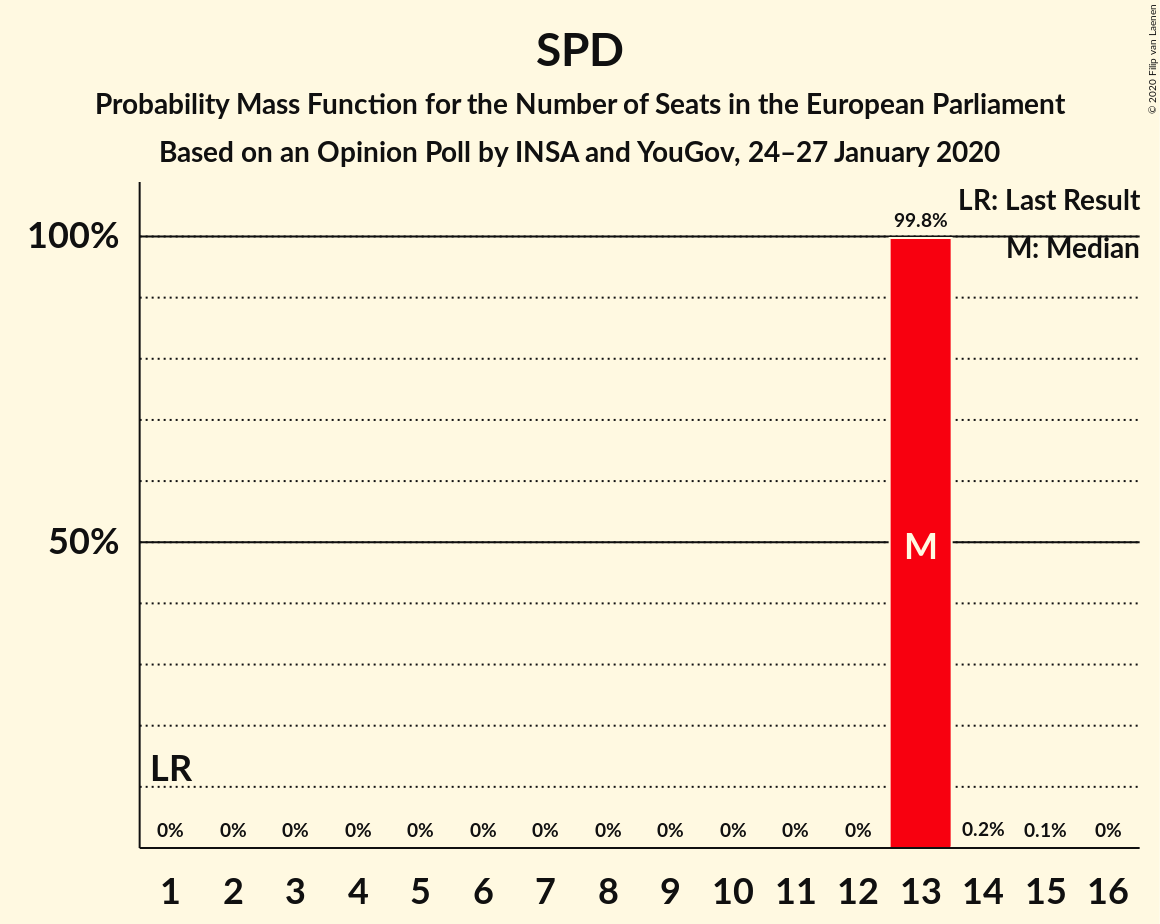 SPD
Probability Mass Function for the Number of Seats in the European Parliament
Based on an Opinion Poll by INSA and YouGov, 24–27 January 2020
© 2020 Filip van Laenen
LR: Last Result
M: Median
99.8%
100%
50%
M
LR
0% 0% 0% 0% 0% 0% 0% 0% 0% 0% 0% 0% 0.2% 0.1% 0%
1 2 3 4 5 6 7 8 9 10 11 12 13 14 15 16